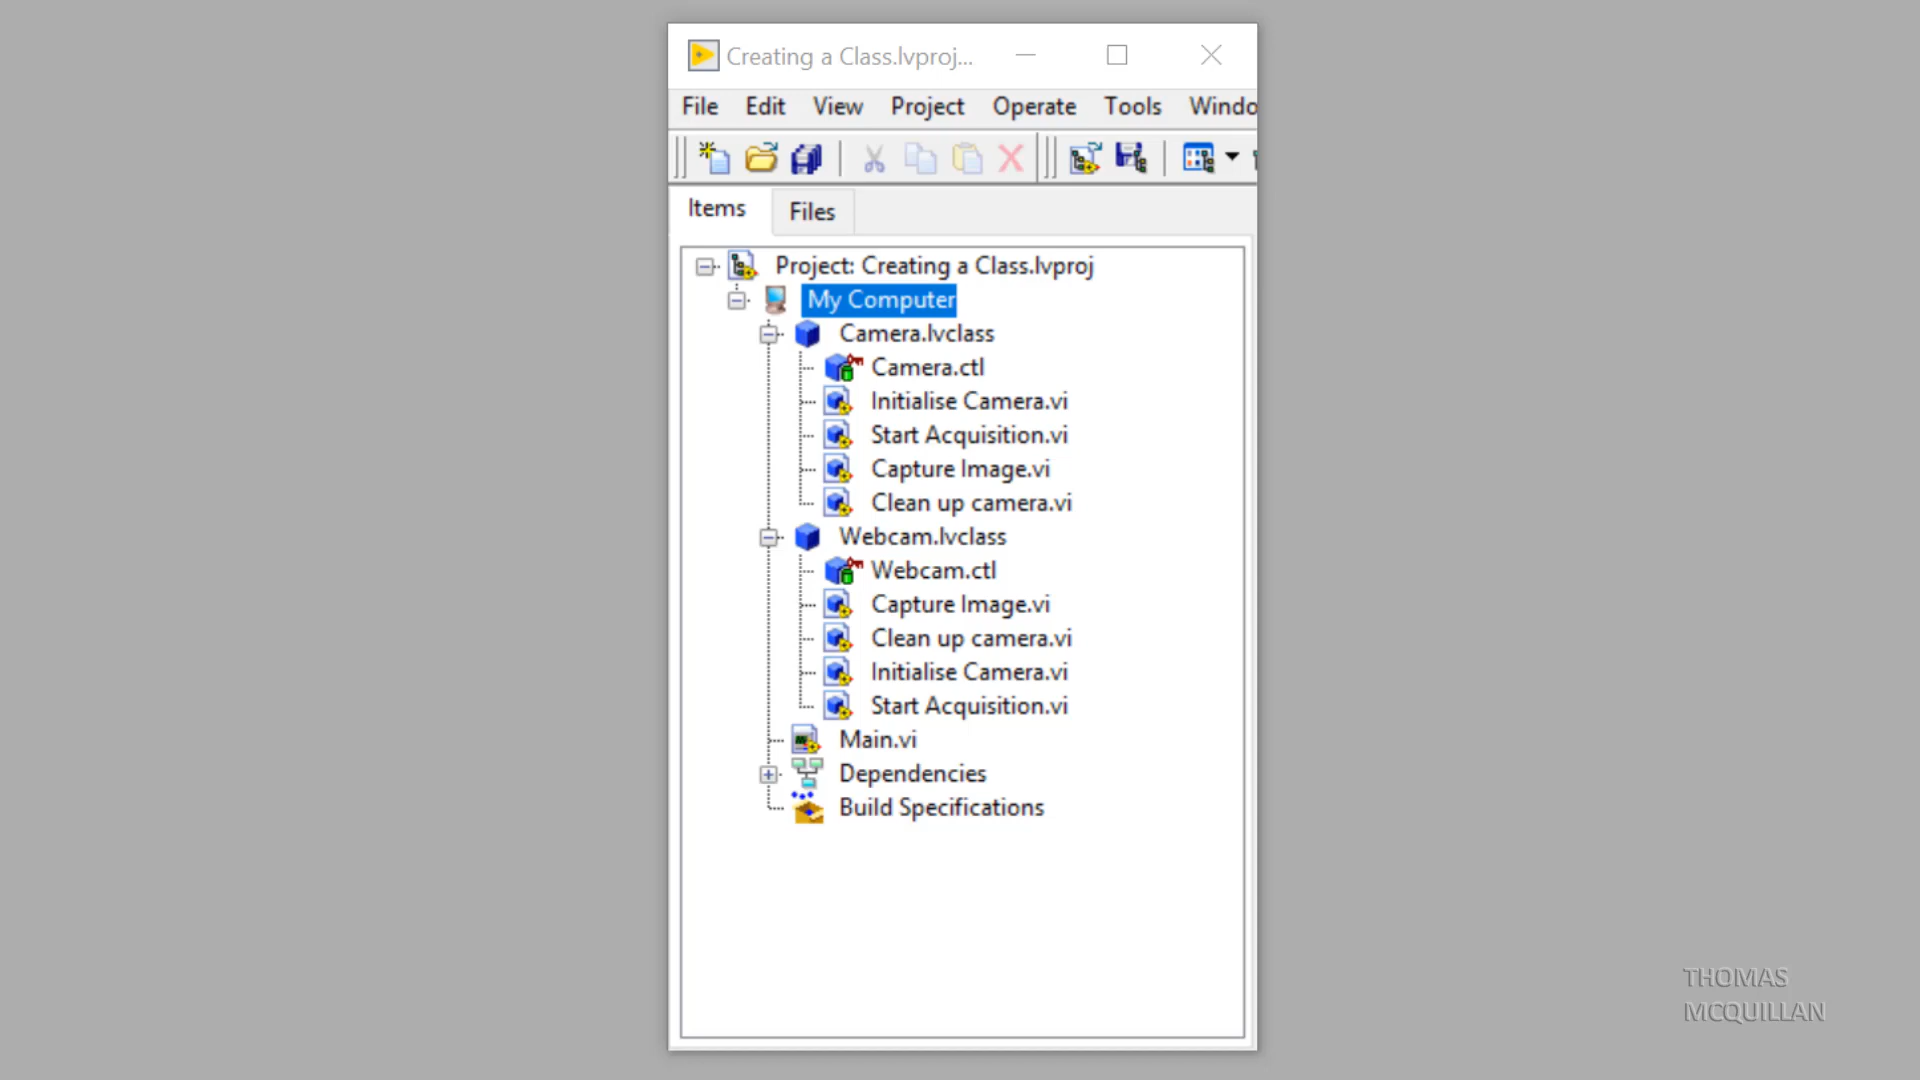 Creating a Class.lvproj...
File Edit View Project Operate Tools Windo
Items Files
Project: Creating a Class.lvproj
My Computer
Camera.lvclass
Camera.ctl
Initialise Camera.vi
Start Acquisition.vi
Capture Image.vi
Clean up camera.vi
Webcam.lvclass
Webcam.ctl
Capture Image.vi
Clean up camera.vi
Initialise Camera.vi
Start Acquisition.vi
Main.vi
Dependencies
Build Specifications
THOMAS
MCQUILLAN